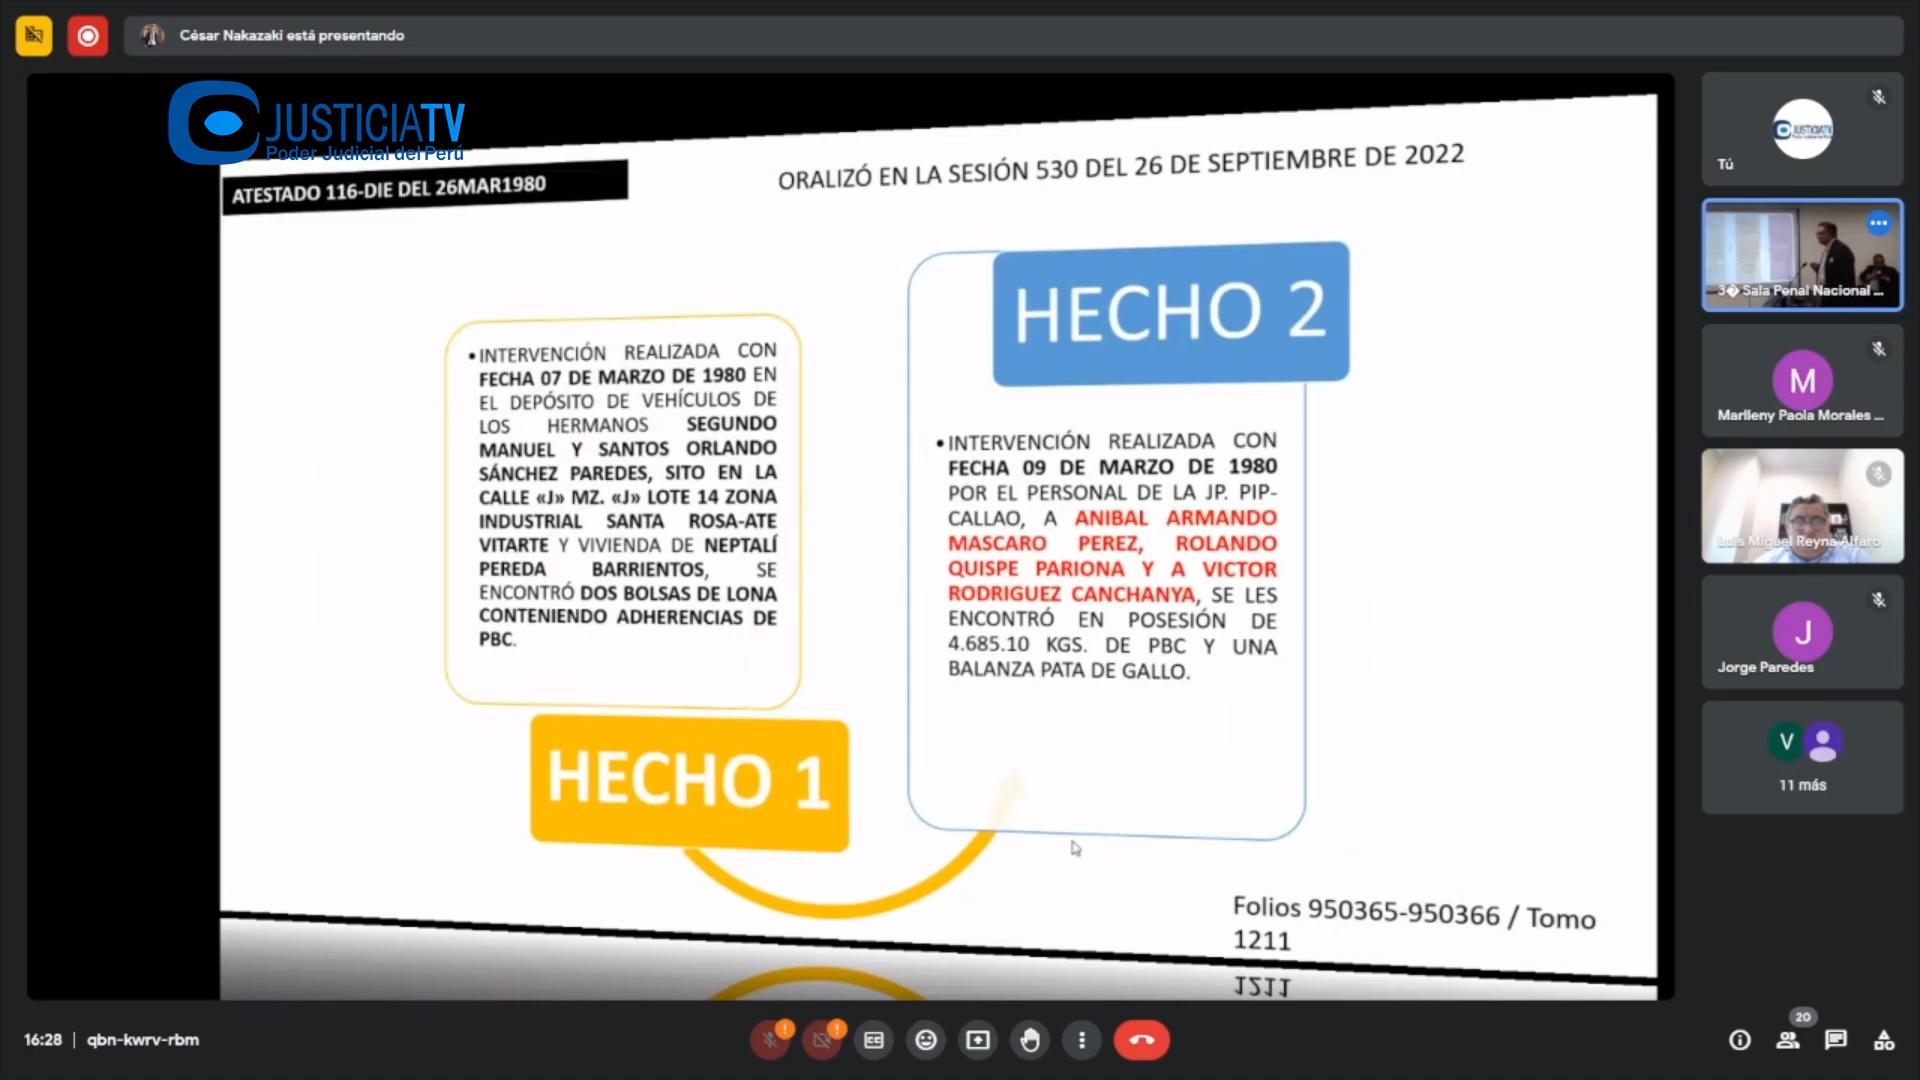 César Nakazaki está presentando
JUSTICIATV
Poder Judicial del Perú
ATESTADO 116-DIE DEL 26MAR1980
ORALIZÓ EN LA SESIÓN 530 DEL 26 DE SEPTIEMBRE DE 2022
•INTERVENCIÓN REALIZADA CON
FECHA 07 DE MARZO DE 1980 EN
EL DEPÓSITO DE VEHÍCULOS DE
LOS HERMANOS SEGUNDO
MANUEL Y SANTOS ORLANDO
SÁNCHEZ PAREDES, SITO EN LA
CALLE «J» MZ. «J» LOTE 14 ZONA
INDUSTRIAL SANTA ROSA-ATE
VITARTE Y VIVIENDA DE NEPTALÍ
PEREDA BARRIENTOS, SE
ENCONTRÓ DOS BOLSAS DE LONA
CONTENIENDO ADHERENCIAS DE
PBC.
HECHO 1
HECHO 2
•INTERVENCIÓN REALIZADA CON
FECHA 09 DE MARZO DE 1980
POR EL PERSONAL DE LA JP. PIP-
CALLAO, A ANIBAL ARMANDO
MASCARO PEREZ, ROLANDO
QUISPE PARIONA Y A VICTOR
RODRIGUEZ CANCHANYA, SE LES
ENCONTRÓ EN POSESIÓN DE
4.685.10 KGS. DE PBC Y UNA
BALANZA PATA DE GALLO.
Folios 950365-950366 / Tomo
1211
1211
JUSTICIATV
Tú
3� Sala Penal Nacional ...
M
Marlleny Paola Morales ...
Luis Miguel Reyna Alfaro
J
Jorge Paredes
V
11 más
16:28 | qbn-kwrv-rbm
20